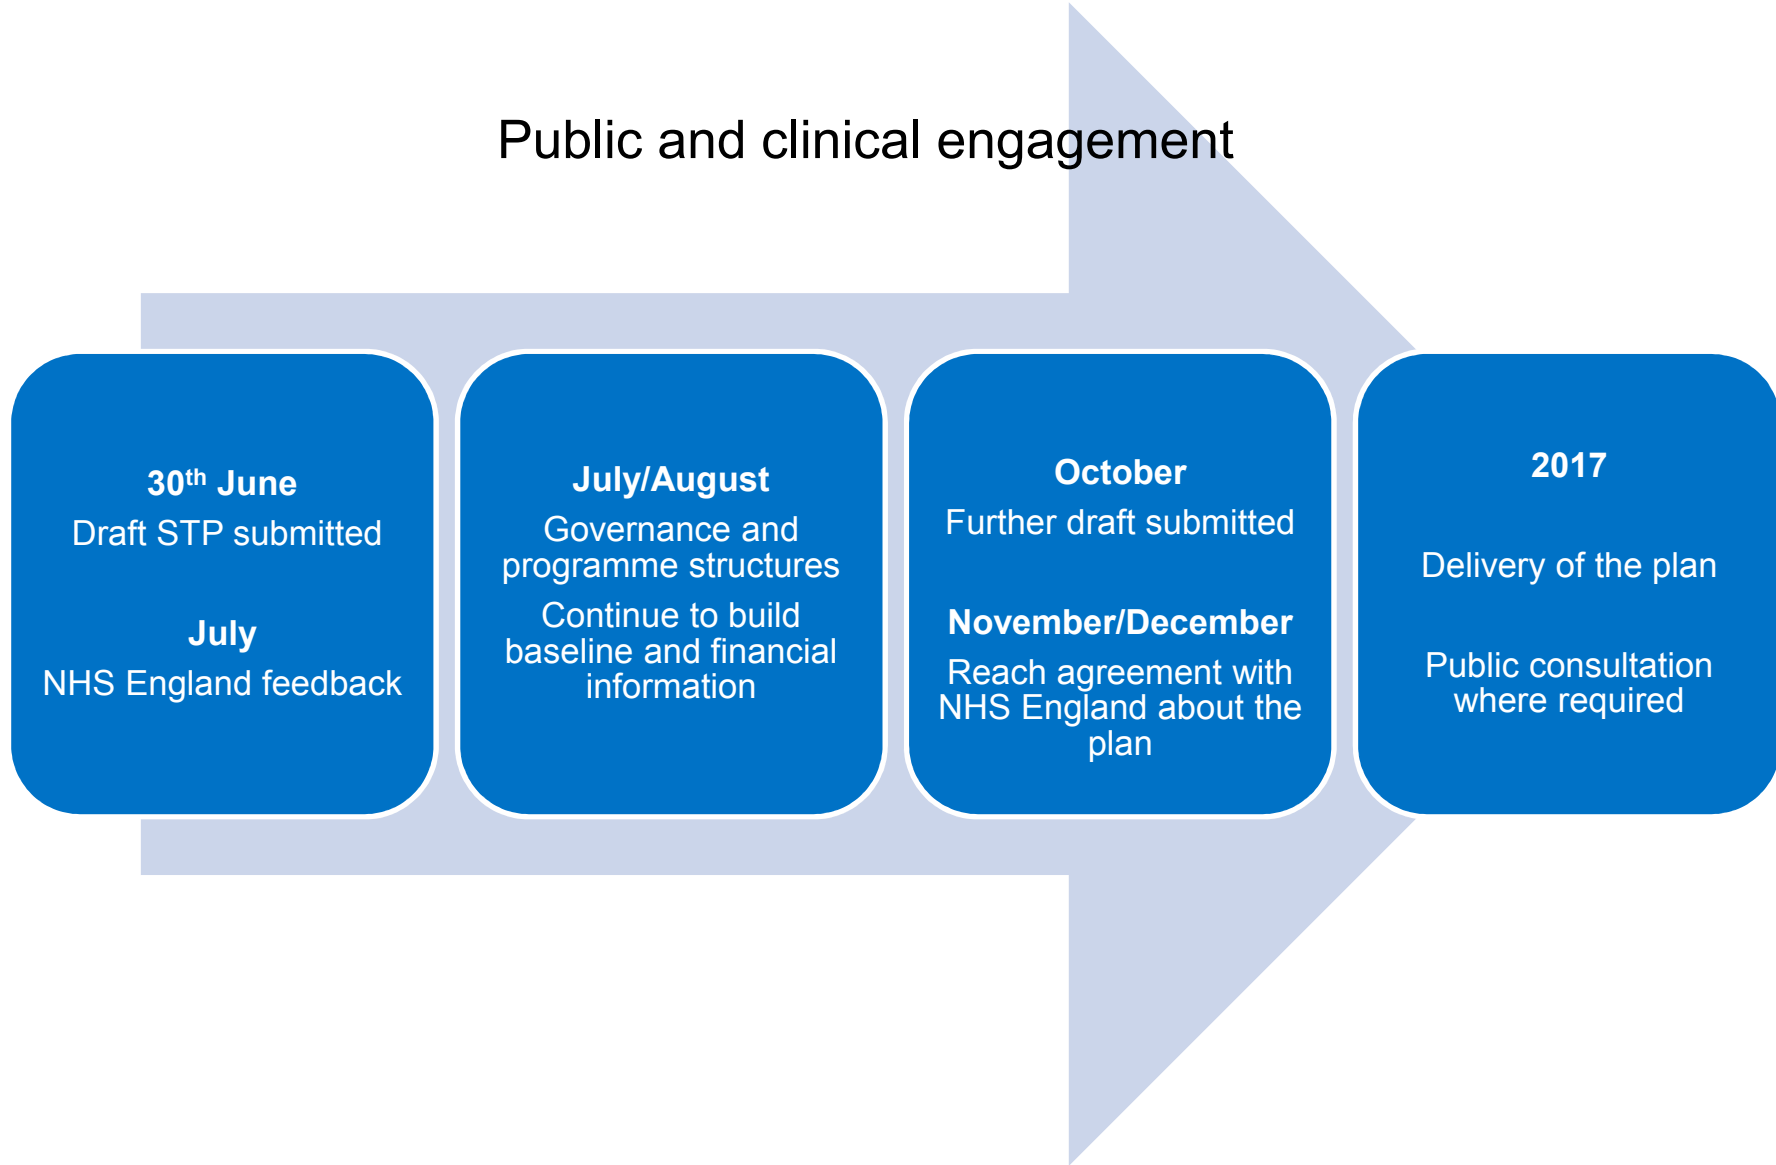 Public and clinical engagement
30th June
Draft STP submitted
July
NHS England feedback
July/August
Governance and
programme structures
Continue to build
baseline and financial
information
October
Further draft submitted
November/December
Reach agreement with
NHS England about the
plan
2017
Delivery of the plan
Public consultation
where required